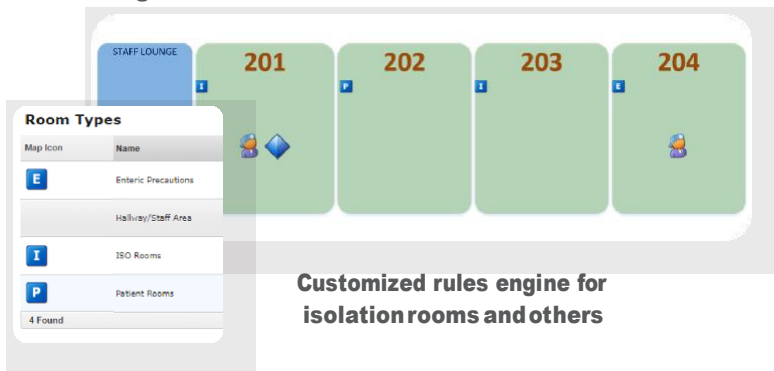 STAFF LOUNGE
201
202
203
204
I
P
I
E
Room Types
Map Icon
Name
E
Enteric Precautions
Hallway/Staff Area
I
ISO Rooms
P
Patient Rooms
4 Found
Customized rules engine for
isolation rooms and others